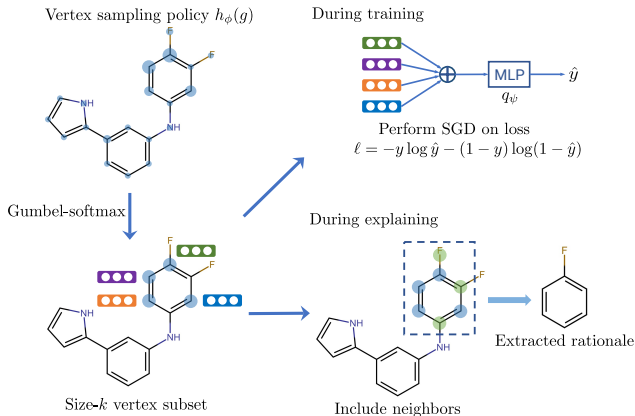 Vertex sampling policy $h_\phi(g)$
F
F
NH
NH
Gumbel-softmax
F
F
NH
NH
Size-$k$ vertex subset
During training
MLP
$q_\psi$
$\hat{y}$
Perform SGD on loss
$\ell = -y \log \hat{y} - (1 - y) \log(1 - \hat{y})$
During explaining
F
F
NH
NH
Include neighbors
F
Extracted rationale